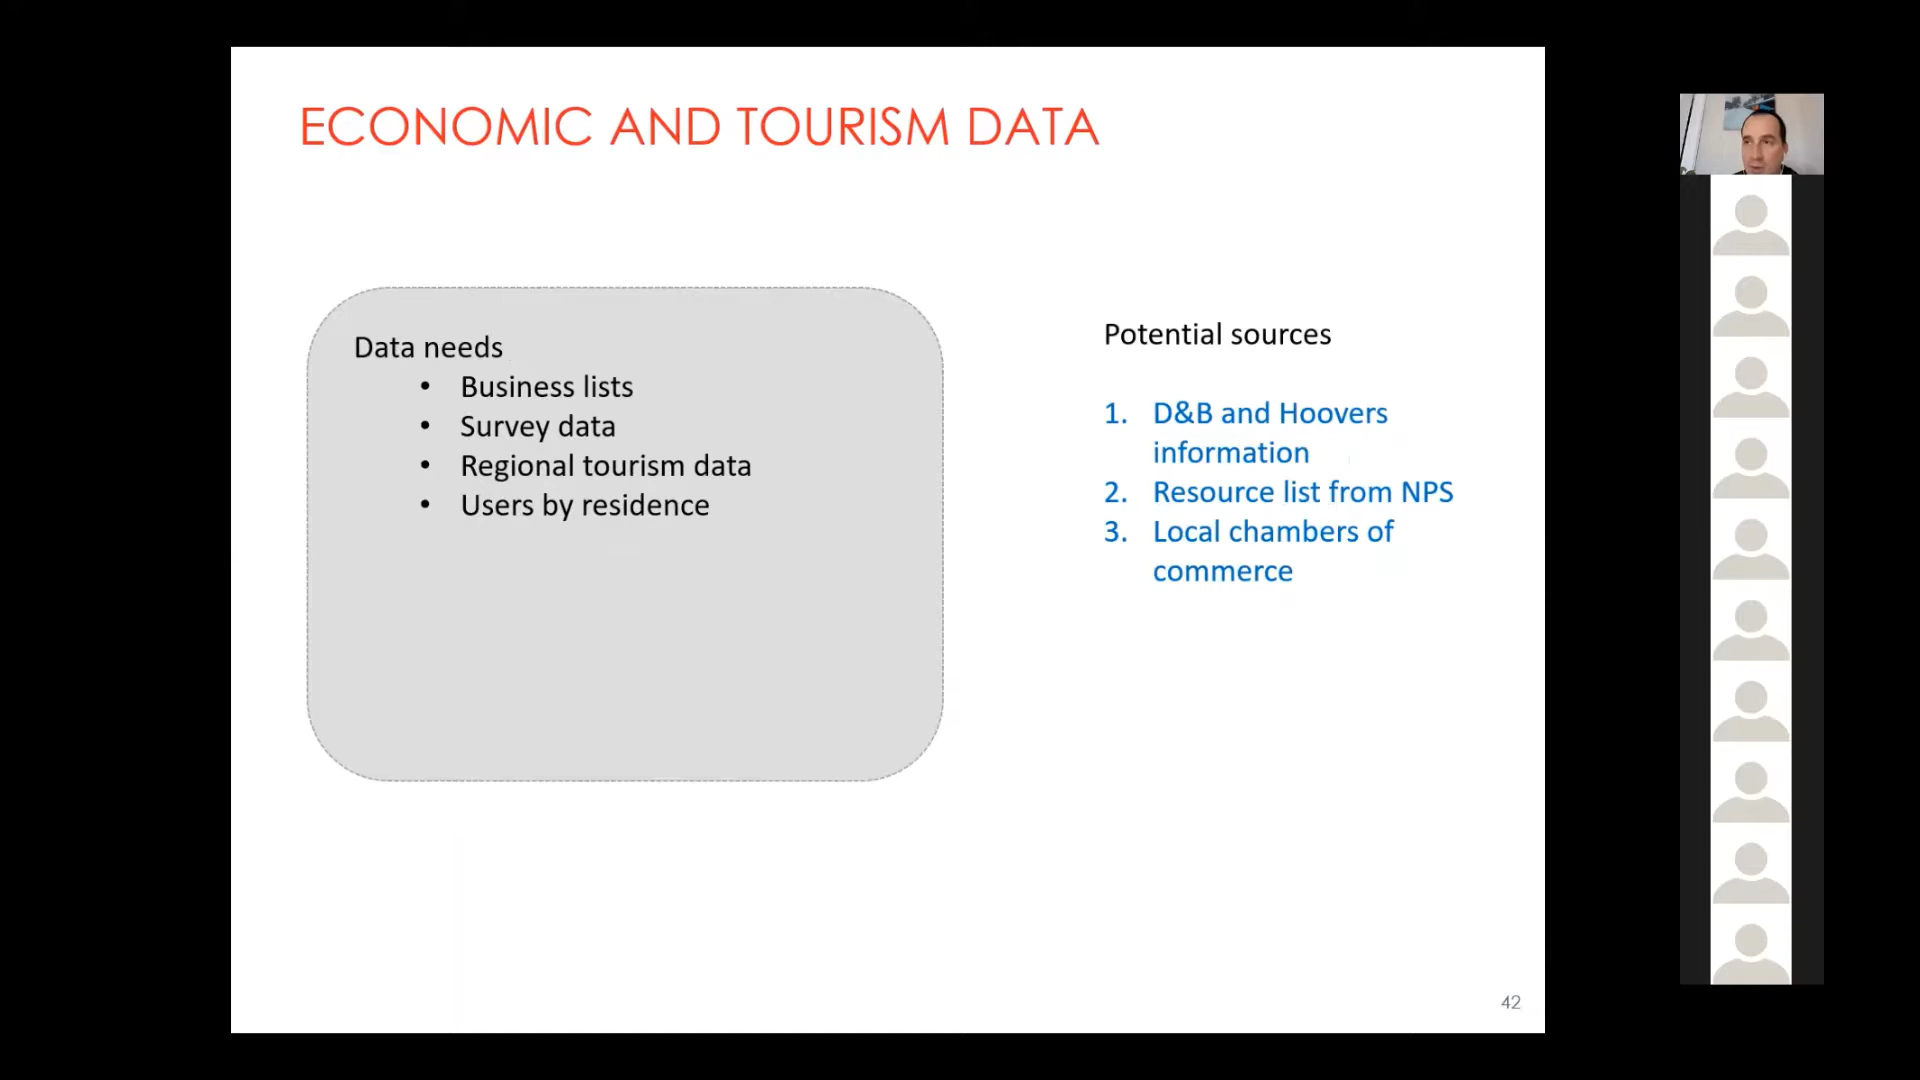 ECONOMIC AND TOURISM DATA
Data needs
• Business lists
• Survey data
• Regional tourism data
• Users by residence
Potential sources
1. D&B and Hoovers
information
2. Resource list from NPS
3. Local chambers of
commerce
42